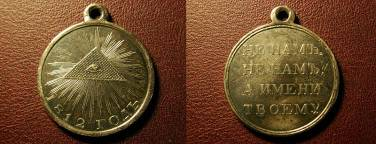 1812 ГОДЪ.
НЕ НАМЪ,
НЕ НАМЪ,
А ИМЕНИ
ТВОЕМУ